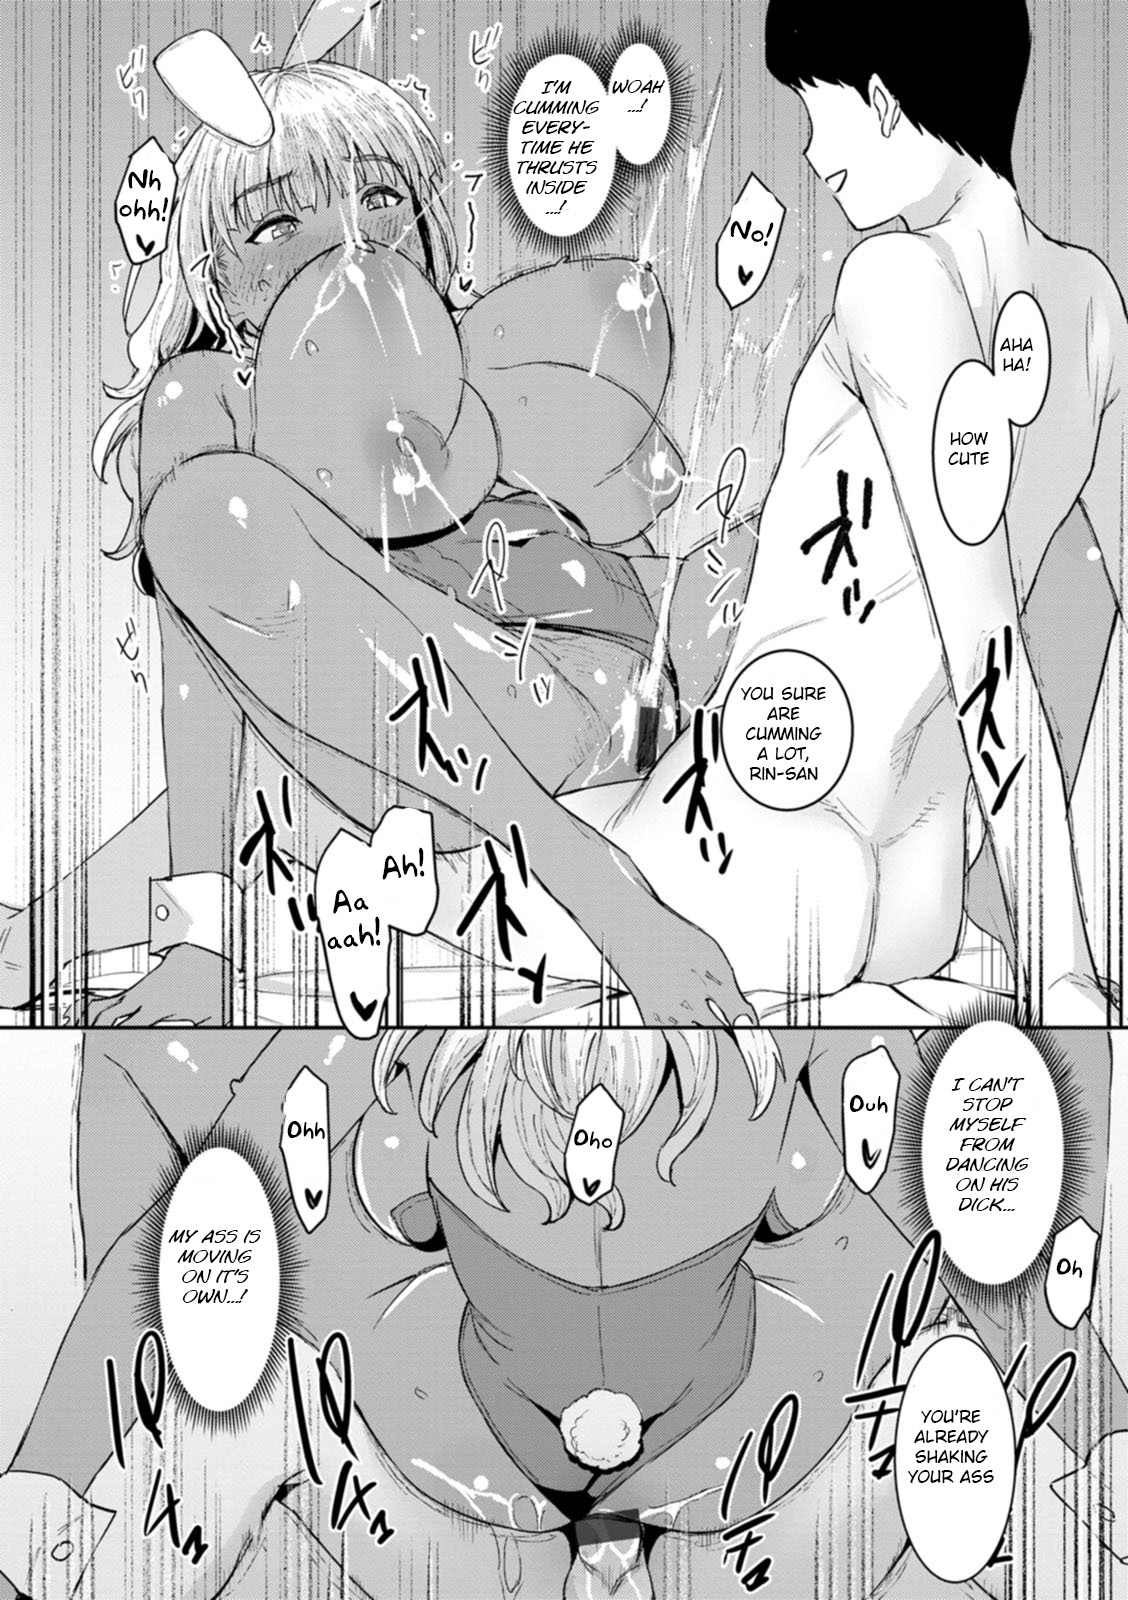 WOAH
...!
I'M
CUMMING
EVERY-
TIME HE
THRUSTS
INSIDE
...!
Nh
ohh!
No!
AHA
HA!
HOW
CUTE
YOU SURE
ARE
CUMMING
A LOT,
RIN-SAN
Ah!
Aa
aah!
I CAN'T
STOP
MYSELF
FROM
DANCING
ON HIS
DICK...
Ouh
Oho
Ohh
MY ASS IS
MOVING
ON IT'S
OWN...!
Oh
YOU'RE
ALREADY
SHAKING
YOUR ASS